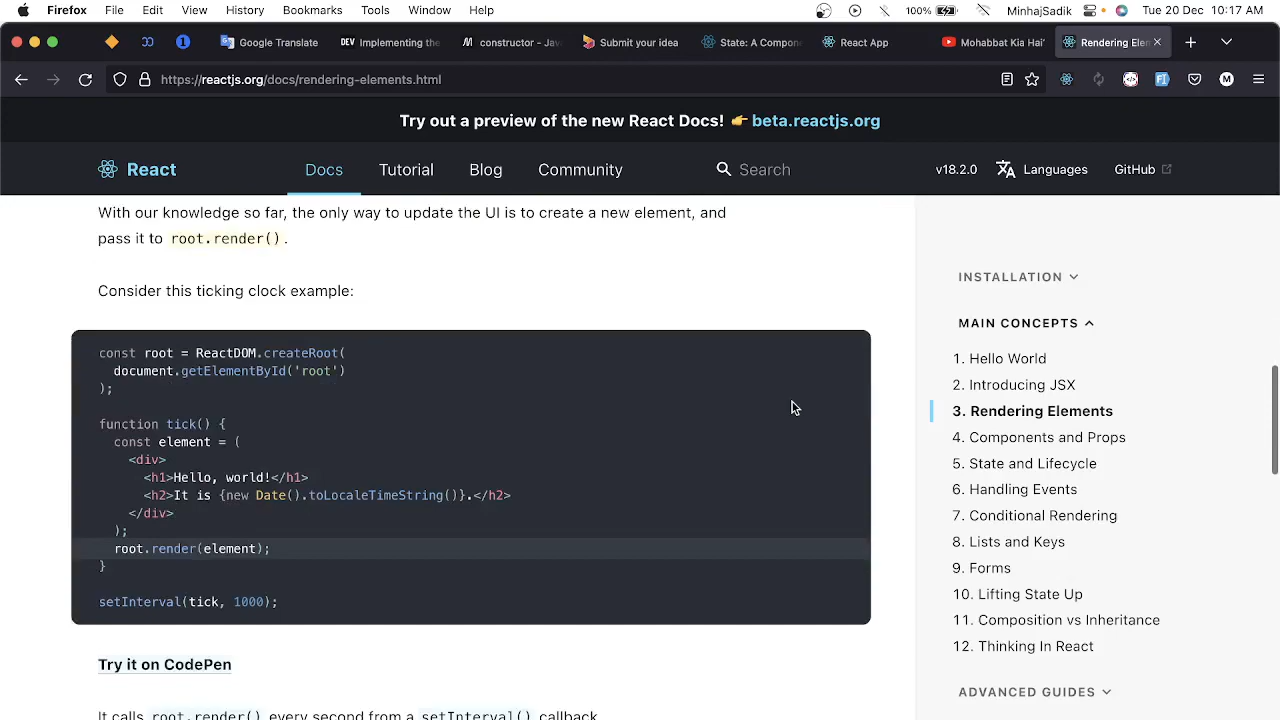 Firefox File Edit View History Bookmarks Tools Window Help 100% MinhajSadik Tue 20 Dec 10:17 AM
Google Translate DEV Implementing the constructor - Jav Submit your idea State: A Compon React App Mohabbat Kia Hai' Rendering Elen
https://reactjs.org/docs/rendering-elements.html
Try out a preview of the new React Docs! 👉 beta.reactjs.org
React Docs Tutorial Blog Community Search v18.2.0 Languages GitHub
With our knowledge so far, the only way to update the UI is to create a new element, and
pass it to root.render().
Consider this ticking clock example:
const root = ReactDOM.createRoot(
document.getElementById('root')
);
function tick() {
const element = (
<div>
<h1>Hello, world!</h1>
<h2>It is {new Date().toLocaleTimeString()}.</h2>
</div>
);
root.render(element);
}
setInterval(tick, 1000);
Try it on CodePen
It calls root.render() every second from a setInterval() callback
INSTALLATION
MAIN CONCEPTS
1. Hello World
2. Introducing JSX
3. Rendering Elements
4. Components and Props
5. State and Lifecycle
6. Handling Events
7. Conditional Rendering
8. Lists and Keys
9. Forms
10. Lifting State Up
11. Composition vs Inheritance
12. Thinking In React
ADVANCED GUIDES